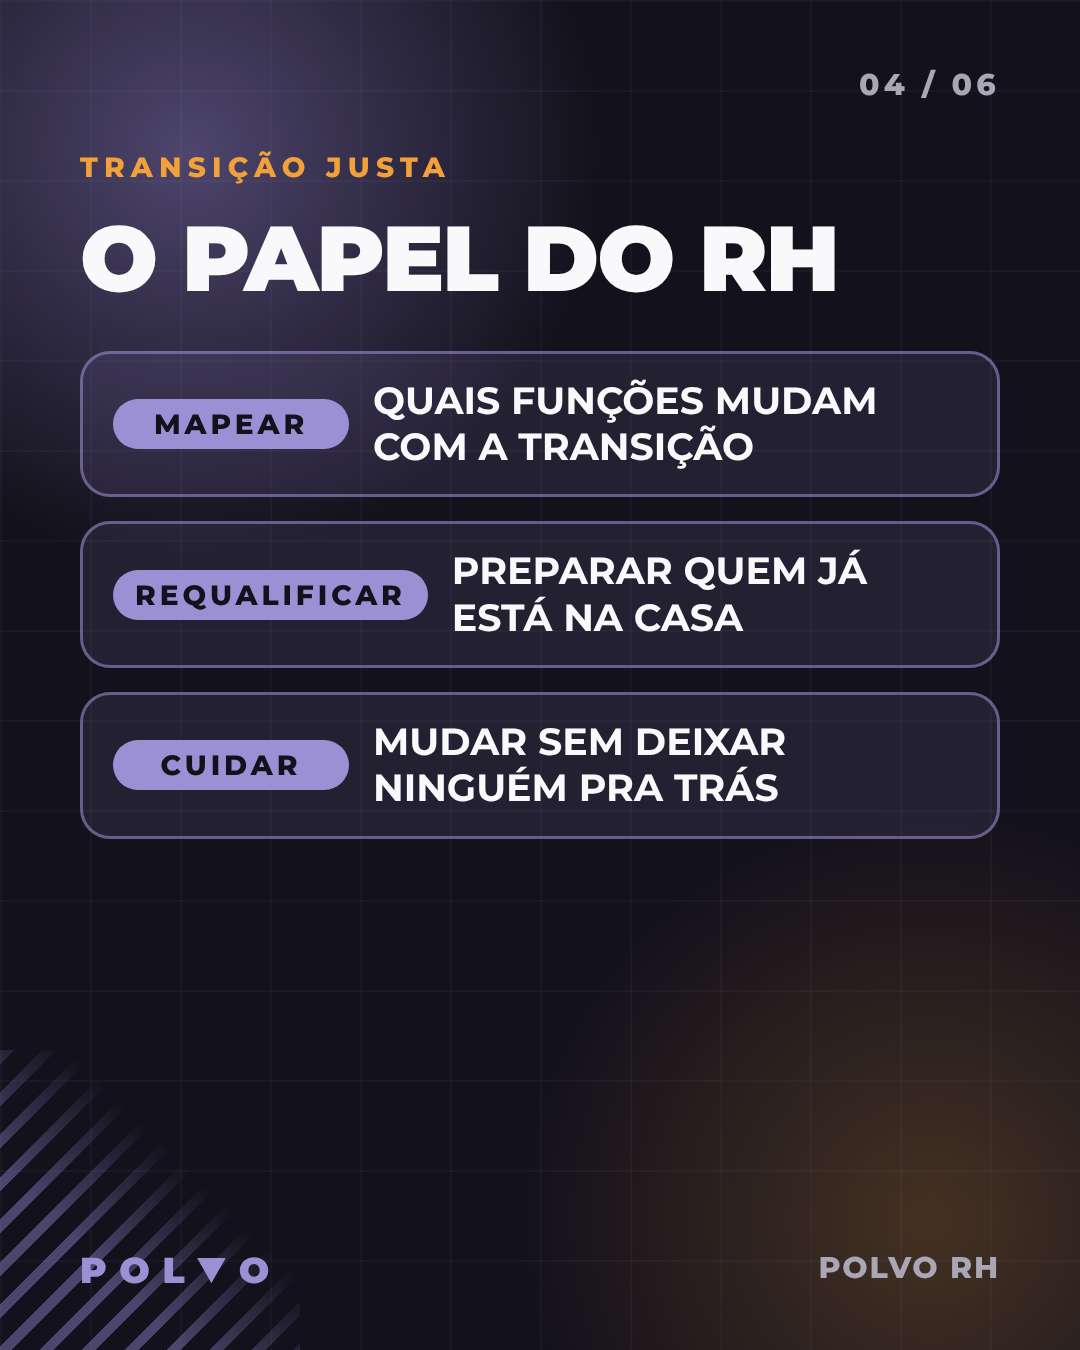 04 / 06
TRANSIÇÃO JUSTA
O PAPEL DO RH
MAPEAR
QUAIS FUNÇÕES MUDAM
COM A TRANSIÇÃO
REQUALIFICAR
PREPARAR QUEM JÁ
ESTÁ NA CASA
CUIDAR
MUDAR SEM DEIXAR
NINGUÉM PRA TRÁS
POLVO
POLVO RH